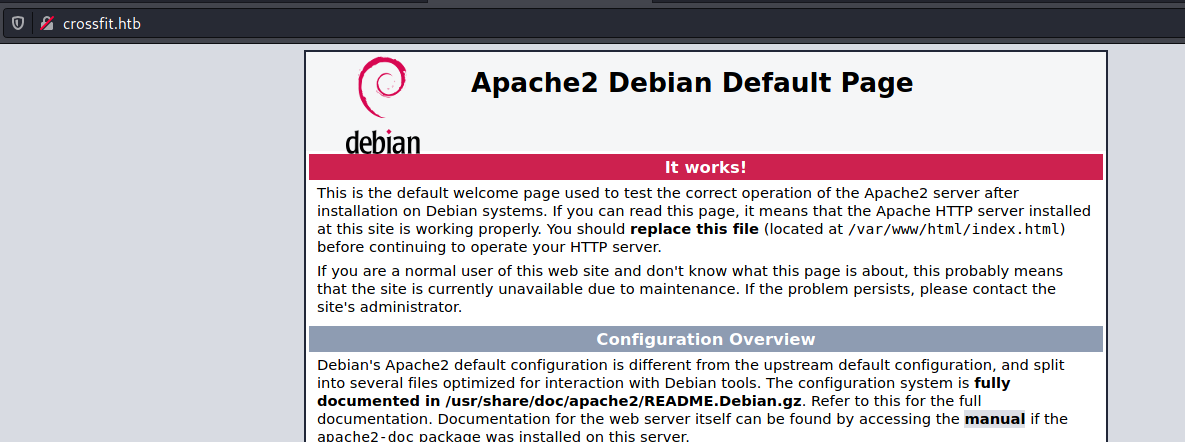 crossfit.htb
Apache2 Debian Default Page
debian
It works!
This is the default welcome page used to test the correct operation of the Apache2 server after
installation on Debian systems. If you can read this page, it means that the Apache HTTP server installed
at this site is working properly. You should replace this file (located at /var/www/html/index.html)
before continuing to operate your HTTP server.
If you are a normal user of this web site and don't know what this page is about, this probably means
that the site is currently unavailable due to maintenance. If the problem persists, please contact the
site's administrator.
Configuration Overview
Debian's Apache2 default configuration is different from the upstream default configuration, and split
into several files optimized for interaction with Debian tools. The configuration system is fully
documented in /usr/share/doc/apache2/README.Debian.gz. Refer to this for the full
documentation. Documentation for the web server itself can be found by accessing the manual if the
apache2-doc package was installed on this server.